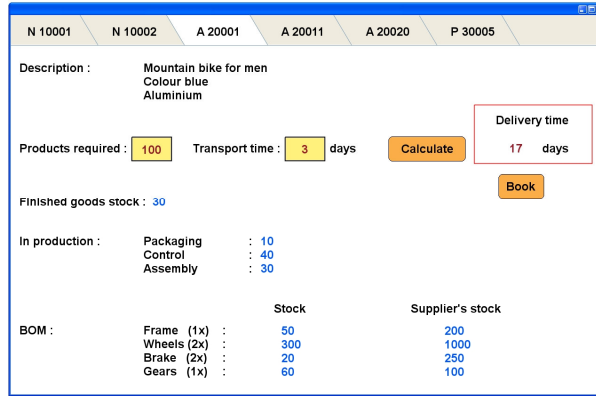 N 10001 N 10002 A 20001 A 20011 A 20020 P 30005
Description : Mountain bike for men
Colour blue
Aluminium
Delivery time
Products required : 100 Transport time : 3 days Calculate 17 days
Book
Finished goods stock : 30
In production : Packaging : 10
Control : 40
Assembly : 30
Stock Supplier's stock
BOM : Frame (1x) : 50 200
Wheels (2x) : 300 1000
Brake (2x) : 20 250
Gears (1x) : 60 100